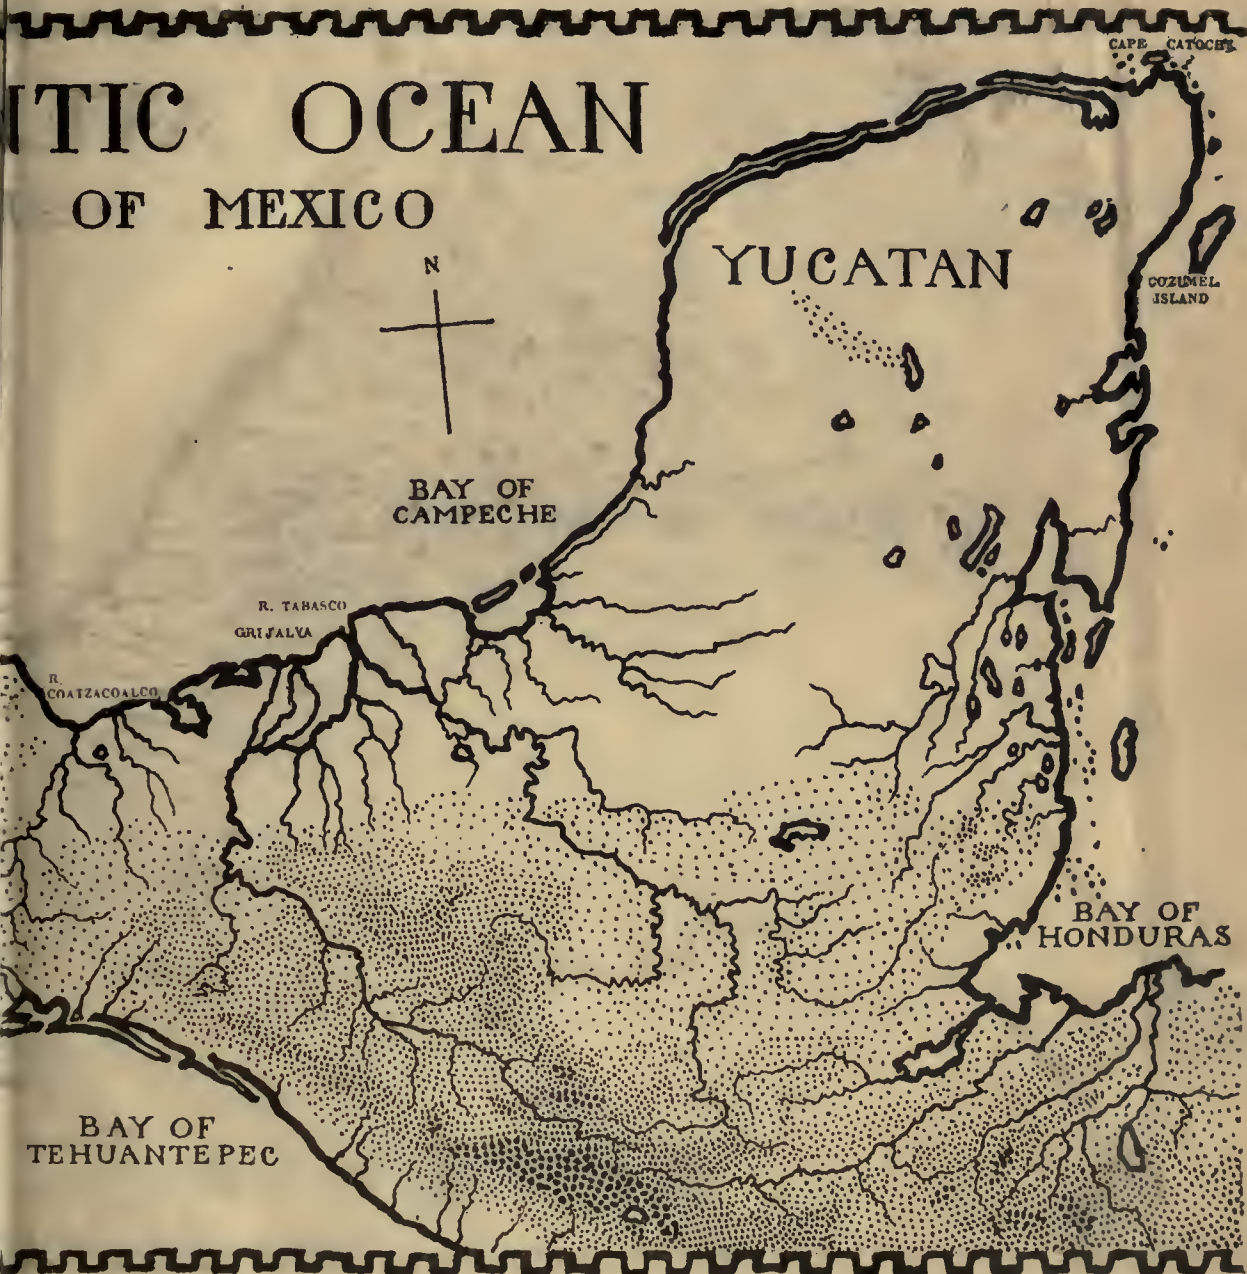 NTIC OCEAN
OF MEXICO
CAPE CATOCHE
N
YUCATAN
COZUMEL
ISLAND
BAY OF
CAMPECHE
R. TABASCO
GRIJALVA
R.
COATZACOALCO
BAY OF
HONDURAS
BAY OF
TEHUANTEPEC